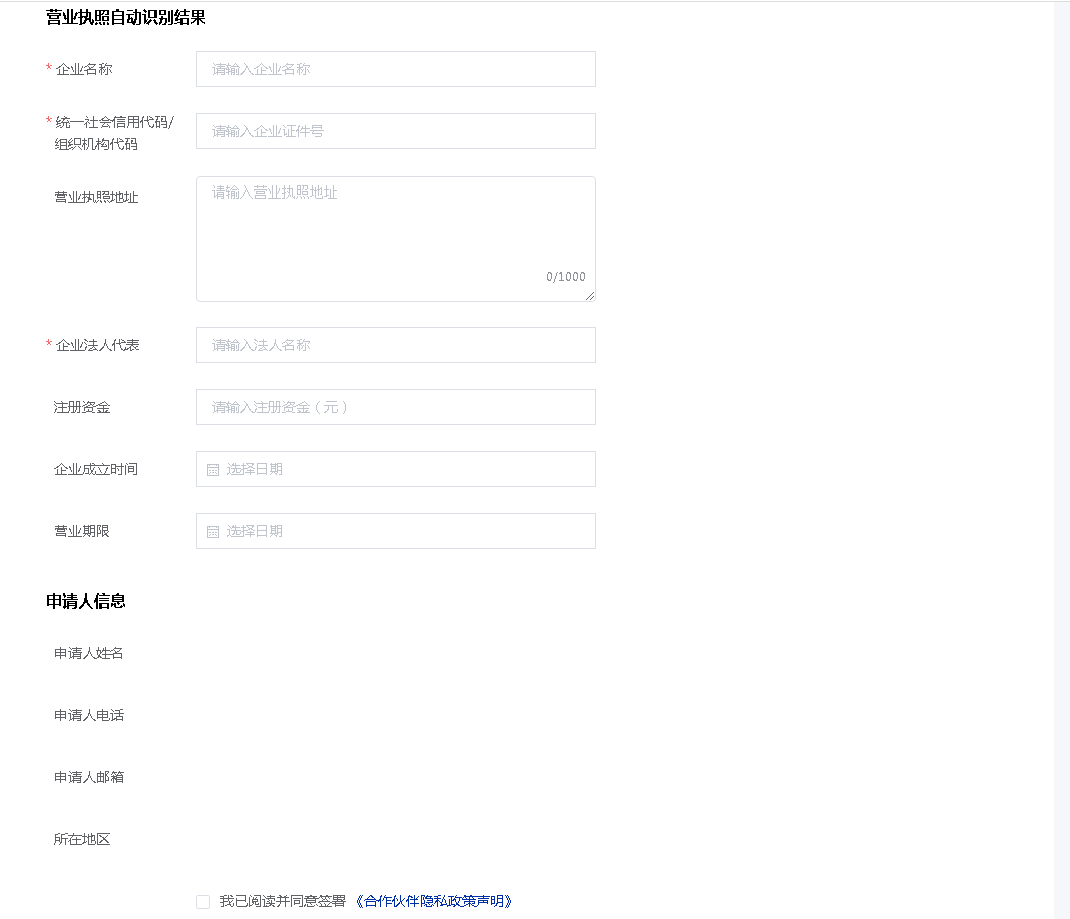 营业执照自动识别结果
* 企业名称 请输入企业名称
* 统一社会信用代码/ 请输入企业证件号
组织机构代码
营业执照地址 请输入营业执照地址
0/1000
* 企业法人代表 请输入法人名称
注册资金 请输入注册资金（元）
企业成立时间 选择日期
营业期限 选择日期
申请人信息
申请人姓名
申请人电话
申请人邮箱
所在地区
我已阅读并同意签署 《合作伙伴隐私政策声明》